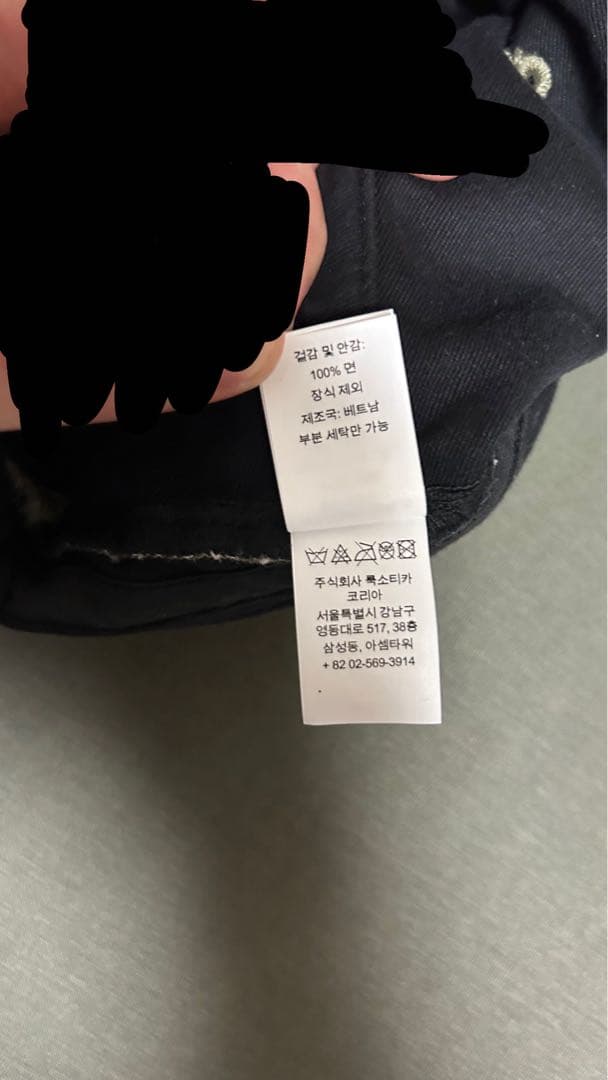 겉감 및 안감:
100% 면
장식 제외
제조국: 베트남
부분 세탁만 가능
주식회사 룩소티카
코리아
서울특별시 강남구
영동대로 517, 38층
삼성동, 아셈타워
+ 82 02-569-3914